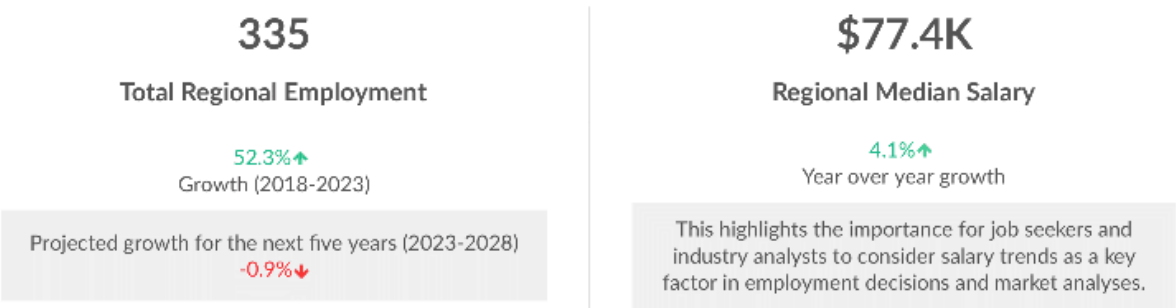 335
Total Regional Employment
52.3%↑
Growth (2018-2023)
Projected growth for the next five years (2023-2028)
-0.9%↓
$77.4K
Regional Median Salary
4.1%↑
Year over year growth
This highlights the importance for job seekers and
industry analysts to consider salary trends as a key
factor in employment decisions and market analyses.